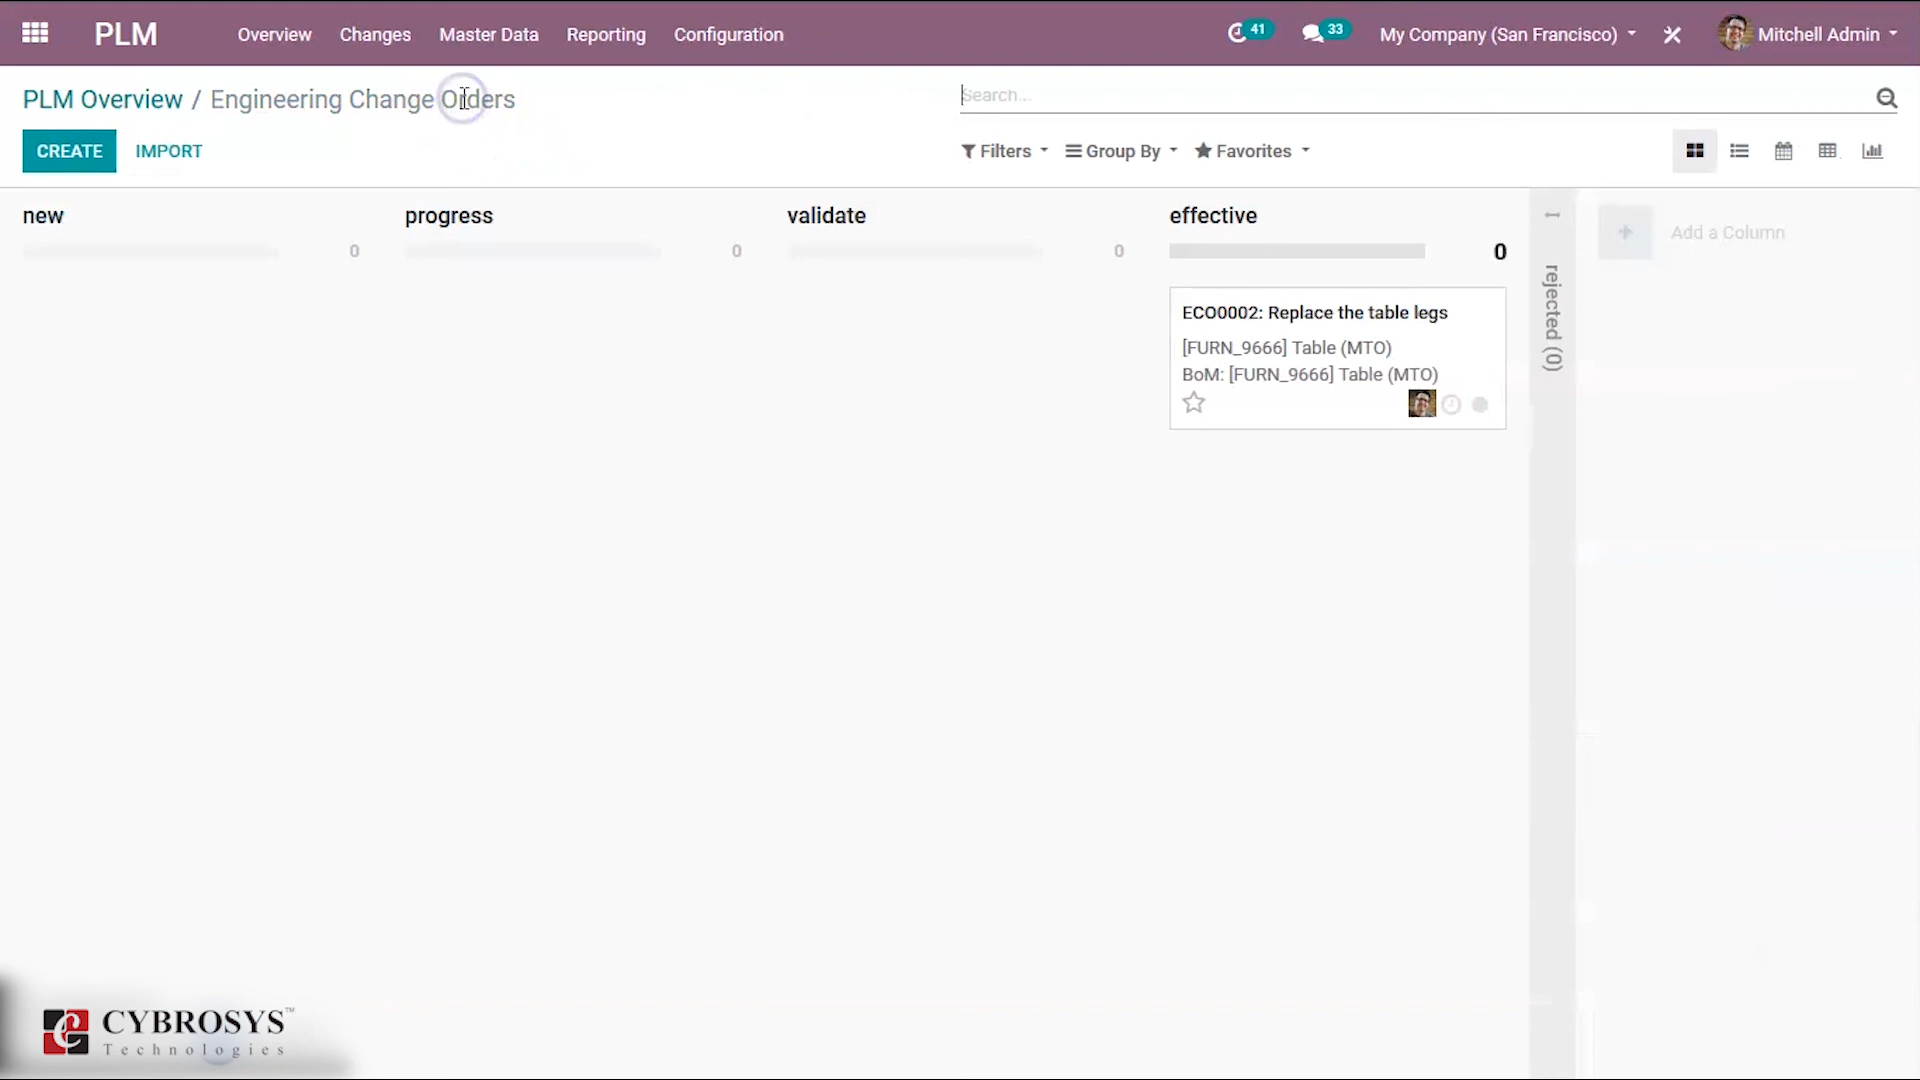 PLM
Overview
Changes
Master Data
Reporting
Configuration
41
33
My Company (San Francisco)
Mitchell Admin
PLM Overview / Engineering Change Orders
Search...
CREATE
IMPORT
Filters
Group By
Favorites
new
0
progress
0
validate
0
effective
0
ECO0002: Replace the table legs
[FURN_9666] Table (MTO)
BoM: [FURN_9666] Table (MTO)
rejected (0)
Add a Column
CYBROSYS™
Technologies